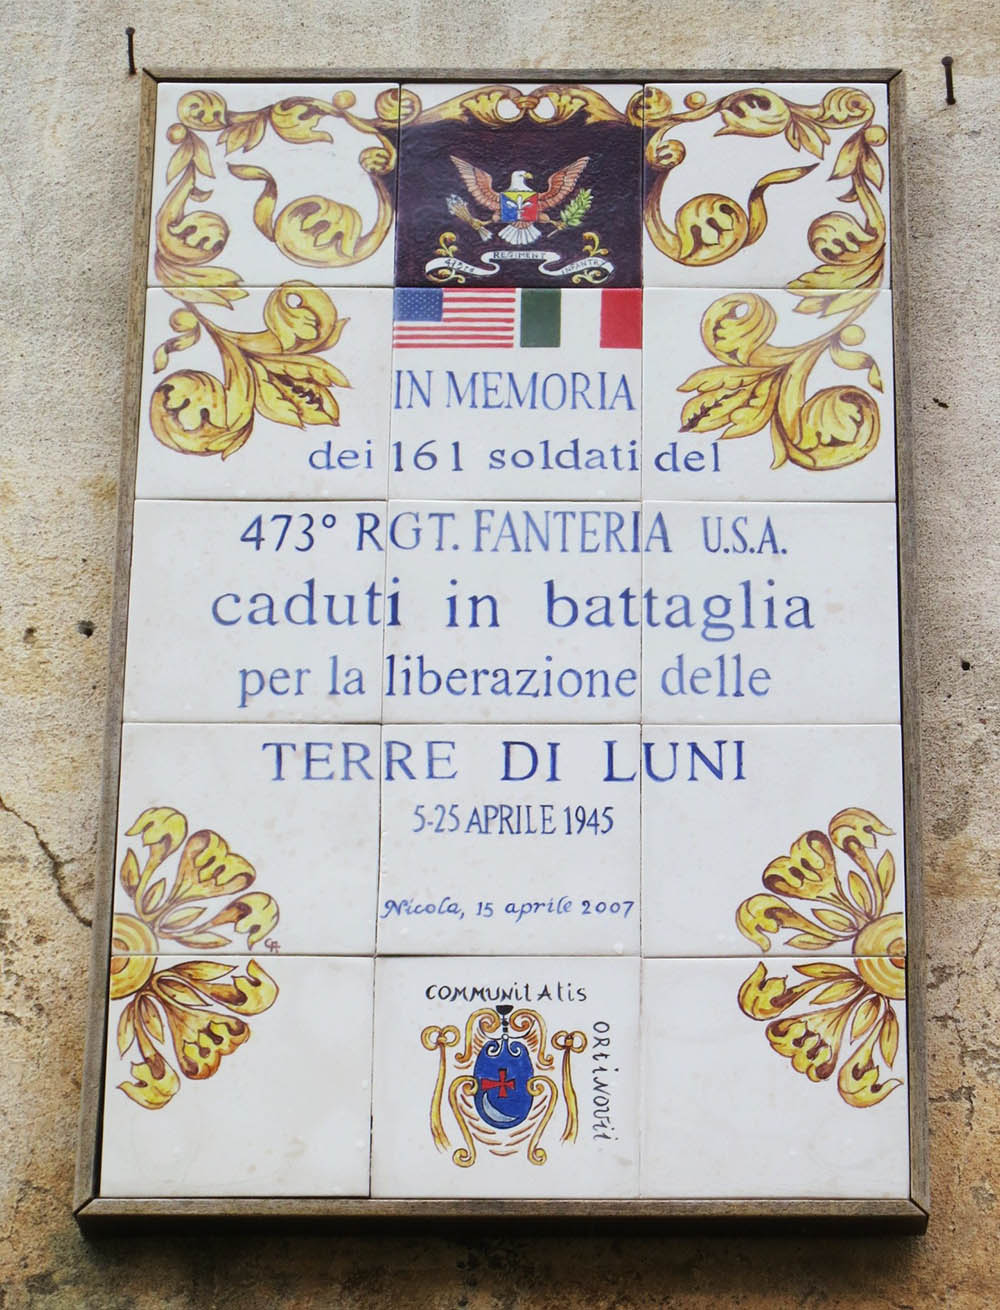 473RD REGIMENT INFANTRY
IN MEMORIA
dei 161 soldati del
473° RGT. FANTERIA U.S.A.
caduti in battaglia
per la liberazione delle
TERRE DI LUNI
5-25 APRILE 1945
Nicola, 15 aprile 2007
CA
COMMUNITATIS
ORTINOVII